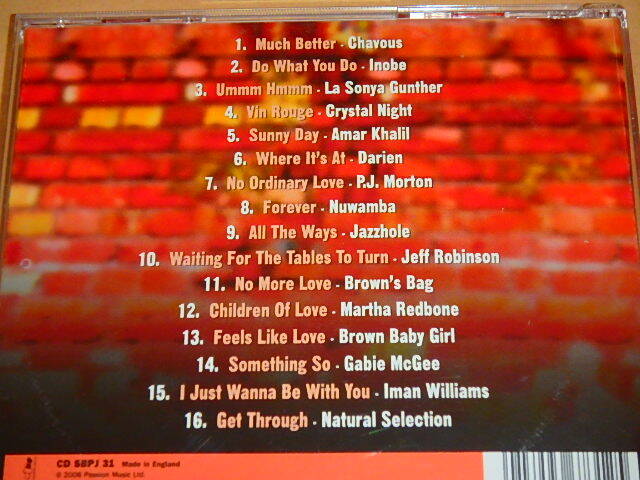 1. Much Better - Chavous
2. Do What You Do - Inobe
3. Ummm Hmmm - La Sonya Gunther
4. Vin Rouge - Crystal Night
5. Sunny Day - Amar Khalil
6. Where It's At - Darien
7. No Ordinary Love - P.J. Morton
8. Forever - Nuwamba
9. All The Ways - Jazzhole
10. Waiting For The Tables To Turn - Jeff Robinson
11. No More Love - Brown's Bag
12. Children Of Love - Martha Redbone
13. Feels Like Love - Brown Baby Girl
14. Something So - Gabie McGee
15. I Just Wanna Be With You - Iman Williams
16. Get Through - Natural Selection
CD SBPJ 31 Made in England
© 2006 Passion Music Ltd.